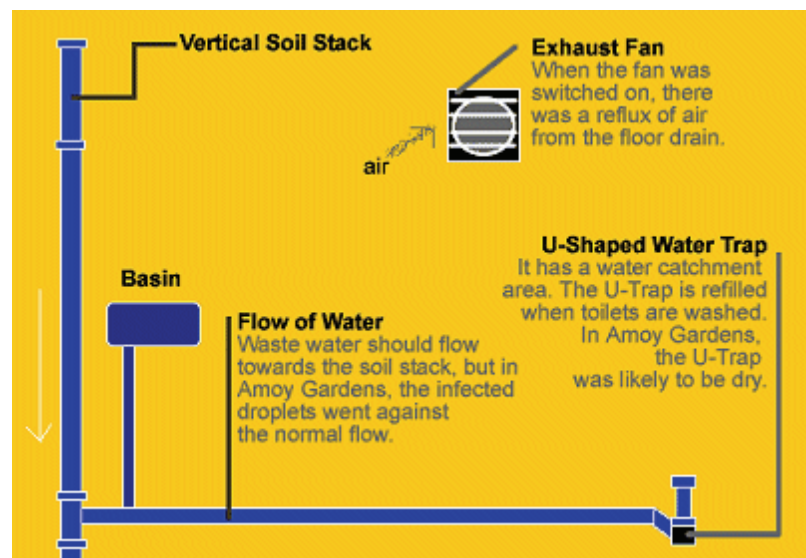 Vertical Soil Stack
Exhaust Fan
When the fan was
switched on, there
was a reflux of air
from the floor drain.
air
U-Shaped Water Trap
It has a water catchment
area. The U-Trap is refilled
when toilets are washed.
In Amoy Gardens,
the U-Trap
was likely to be dry.
Basin
Flow of Water
Waste water should flow
towards the soil stack, but in
Amoy Gardens, the infected
droplets went against
the normal flow.